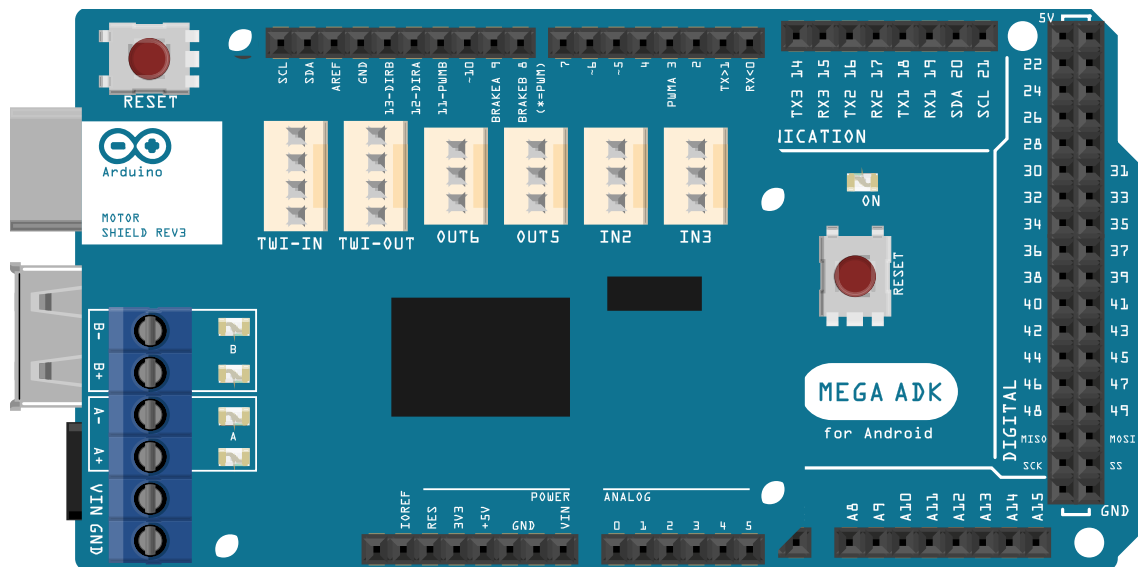 RESET
Arduino
MOTOR
SHIELD REV3
SCL
SDA
AREF
GND
13-DIRB
12-DIRA
11-PWMB
~10
BRAKEA 9
BRAKEB 8
(*=PWM)
7
~6
~5
4
PWMA 3
2
TX>1
RX<0
TX3 14
RX3 15
TX2 16
RX2 17
TX1 18
RX1 19
SDA 20
SCL 21
NICATION
5V
22
24
26
28
30 31
32 33
34 35
36 37
38 39
40 41
42 43
44 45
46 47
48 49
MISO MOSI
SCK SS
GND
DIGITAL
TWI-IN
TWI-OUT
OUT6
OUT5
IN2
IN3
ON
RESET
MEGA ADK
for Android
B-
B+
A-
A+
VIN
GND
B
A
POWER
IOREF
RES
3V3
+5V
GND
VIN
ANALOG
0 1 2 3 4 5
A8
A9
A10
A11
A12
A13
A14
A15